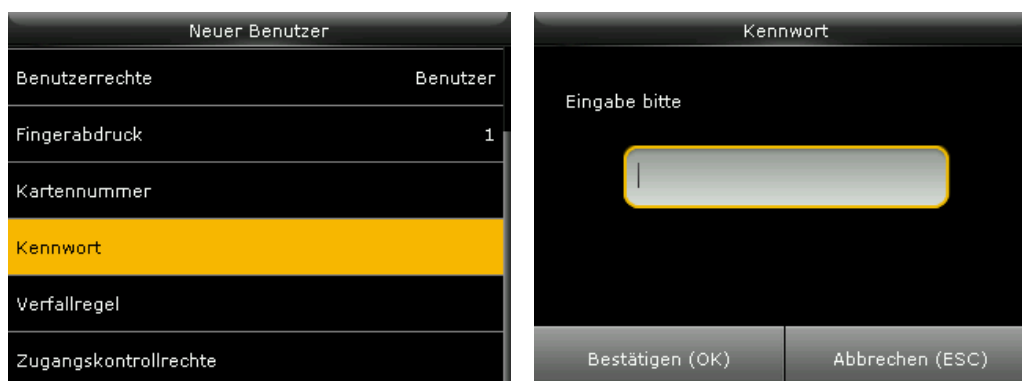 Neuer Benutzer
Benutzerrechte Benutzer
Fingerabdruck 1
Kartennummer
Kennwort
Verfallregel
Zugangskontrollrechte
Kennwort
Eingabe bitte
Bestätigen (OK) Abbrechen (ESC)